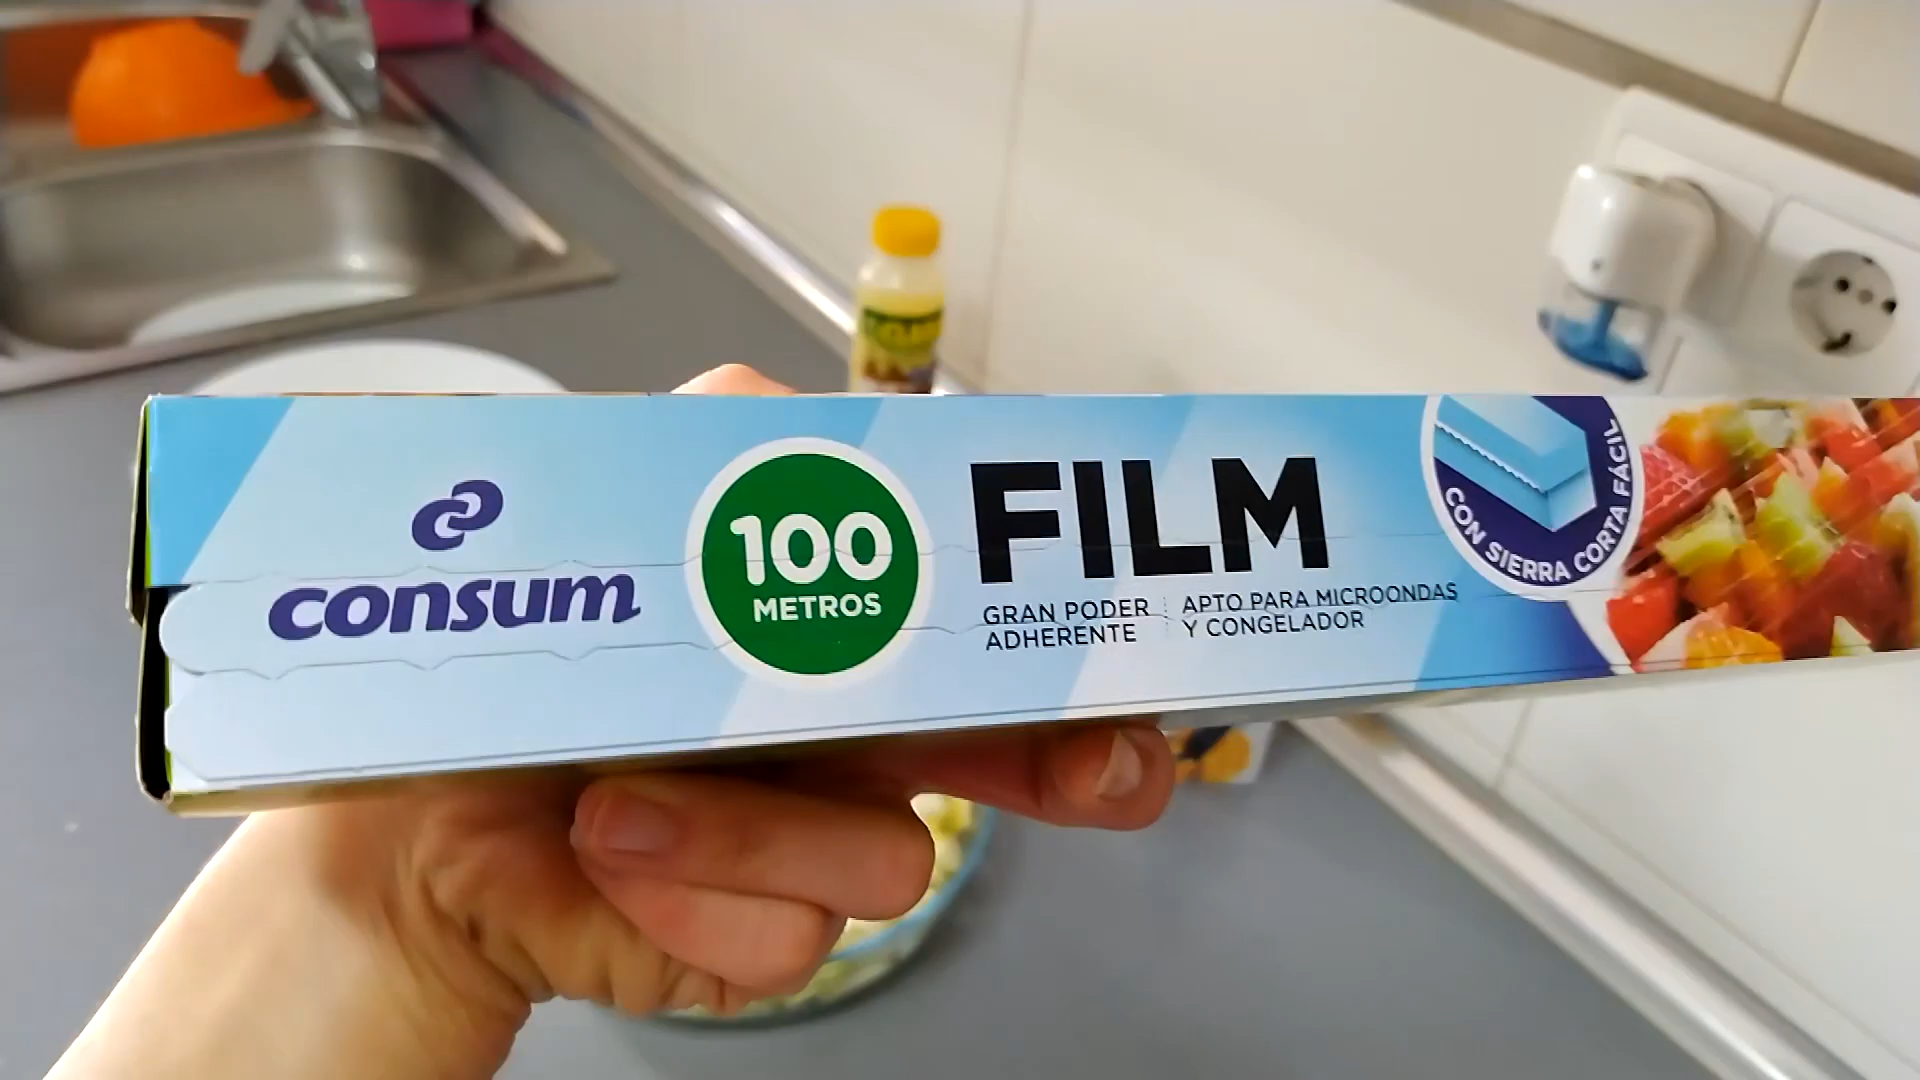 consum
100
METROS
FILM
GRAN PODER
ADHERENTE
APTO PARA MICROONDAS
Y CONGELADOR
CON SIERRA CORTA FÁCIL